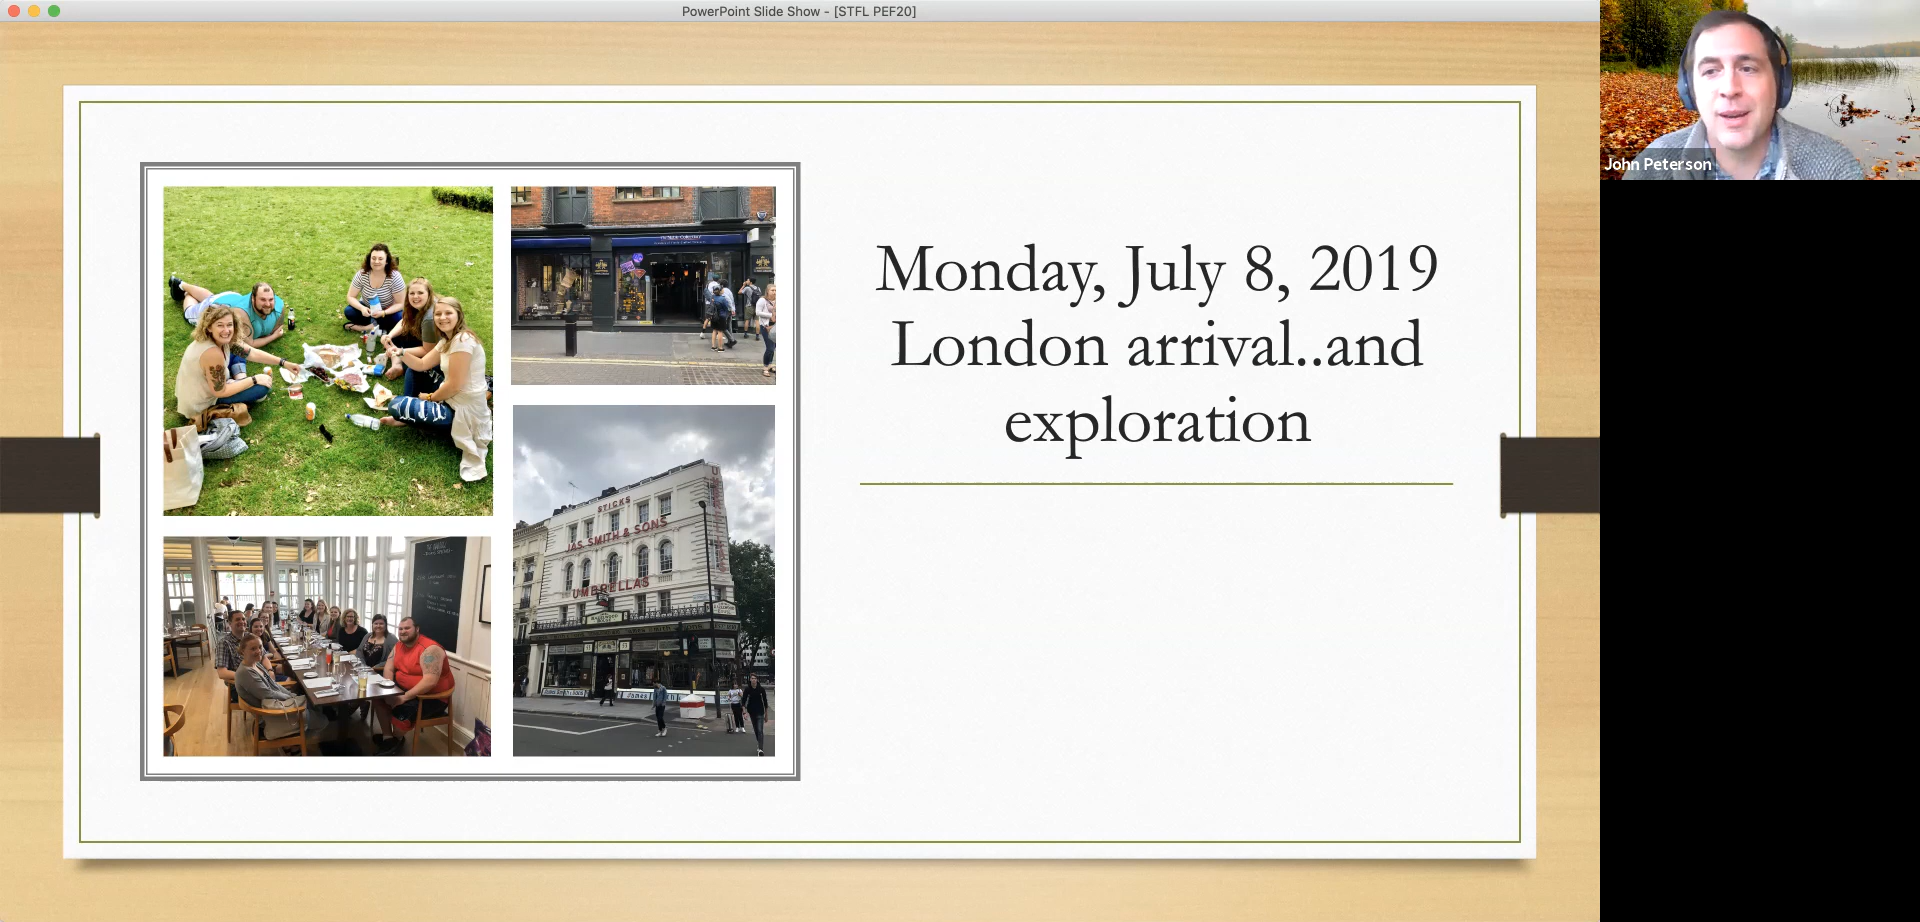 PowerPoint Slide Show - [STFL PEF20]
John Peterson
Monday, July 8, 2019
London arrival..and
exploration
STICKS
JAS. SMITH & SONS
UMBRELLAS